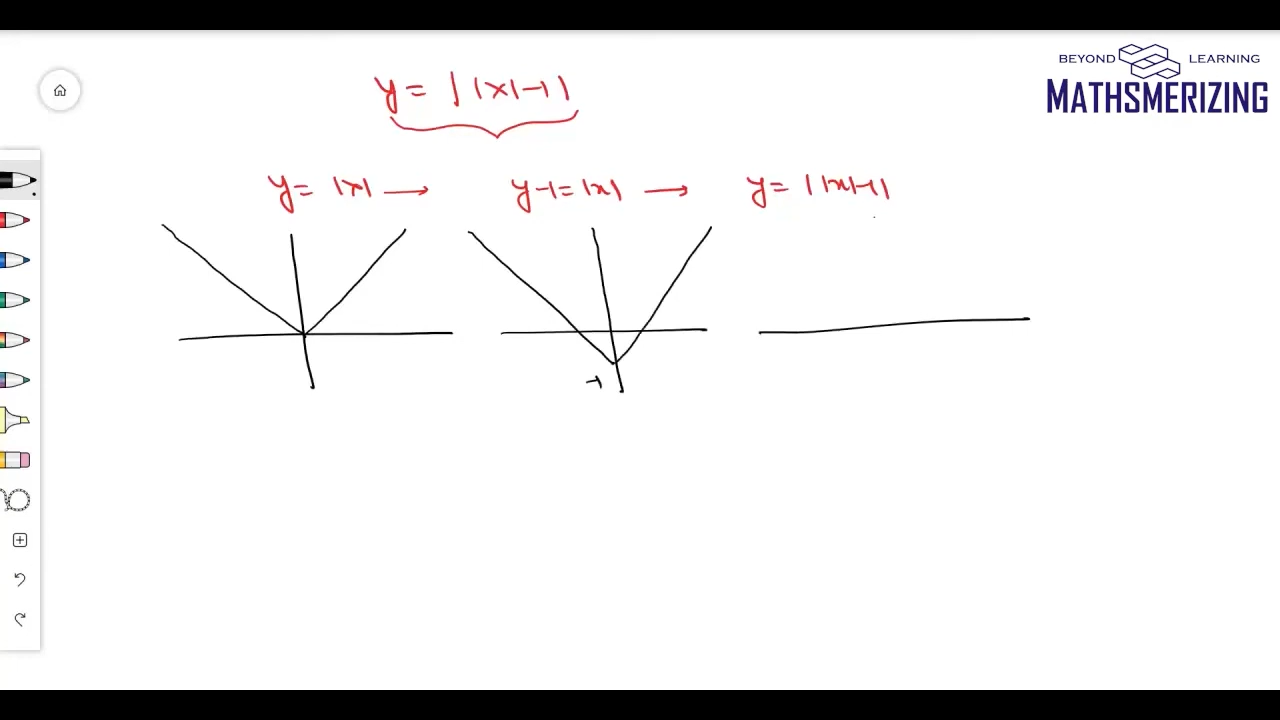 BEYOND LEARNING
MATHSMERIZING
y = ||x|-1|
y = |x| → y-1 = |x| → y = ||x|-1|
-1